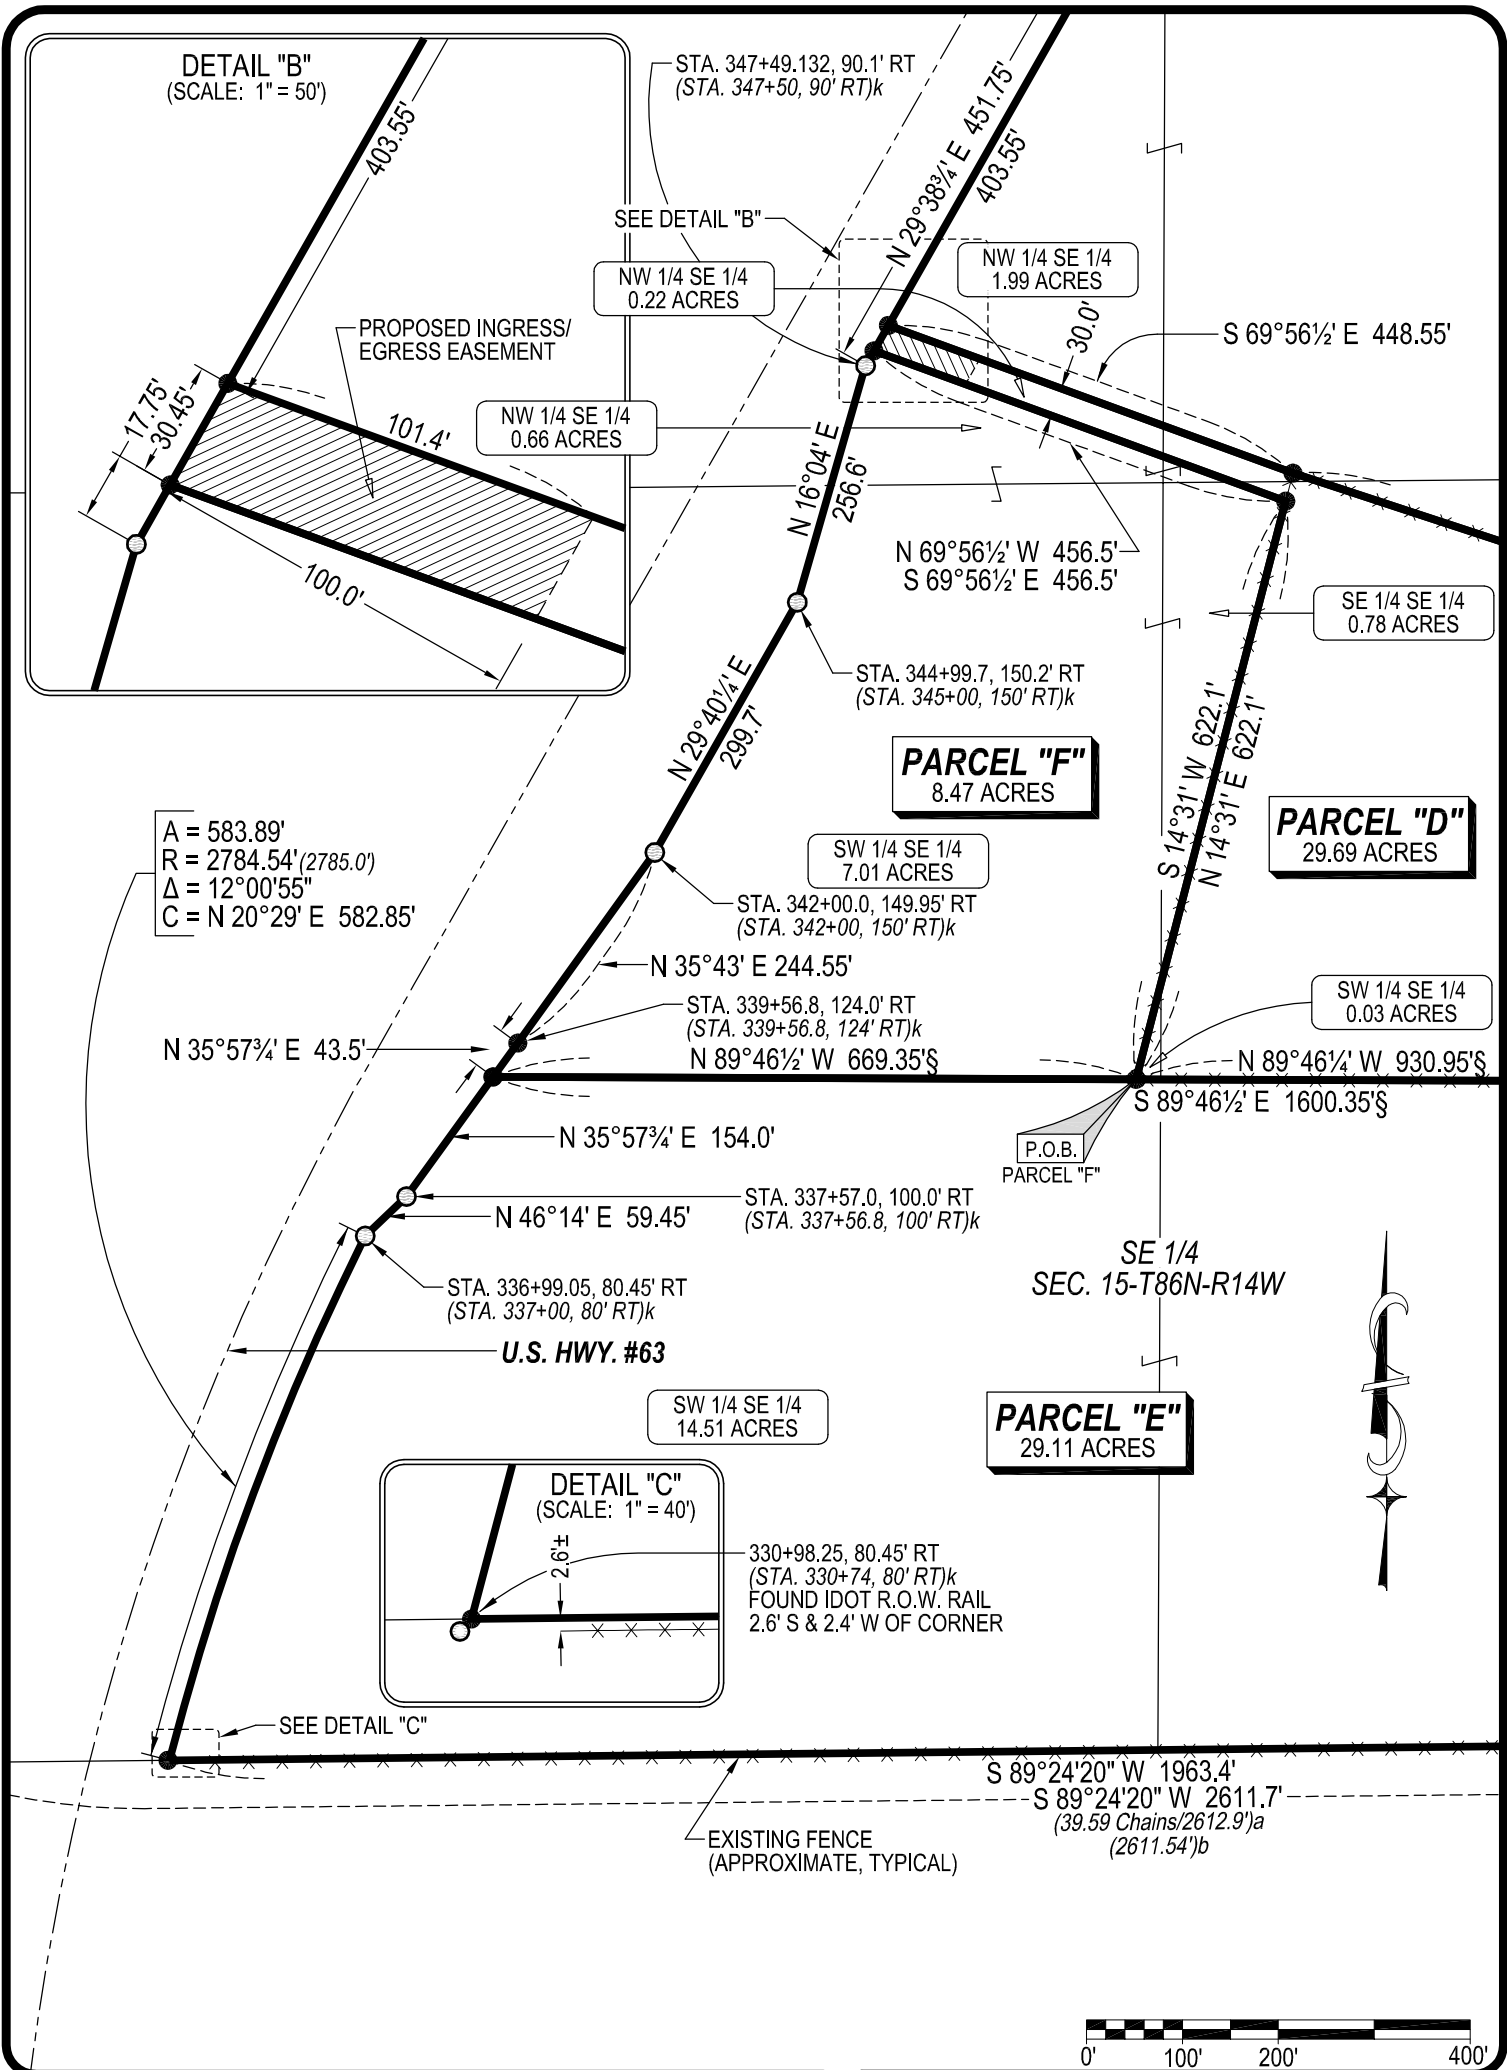 DETAIL "B"
(SCALE: 1" = 50')
403.55'
PROPOSED INGRESS/
EGRESS EASEMENT
17.75'
30.45'
101.4'
100.0'
STA. 347+49.132, 90.1' RT
(STA. 347+50, 90' RT)k
N 29°38¾' E 451.75'
403.55'
SEE DETAIL "B"
NW 1/4 SE 1/4
0.22 ACRES
NW 1/4 SE 1/4
1.99 ACRES
30.0'
S 69°56½' E 448.55'
NW 1/4 SE 1/4
0.66 ACRES
N 16°04' E
256.6'
N 69°56½' W 456.5'
S 69°56½' E 456.5'
SE 1/4 SE 1/4
0.78 ACRES
STA. 344+99.7, 150.2' RT
(STA. 345+00, 150' RT)k
N 29°40¼' E
299.7'
S 14°31' W 622.1'
N 14°31' E 622.1'
PARCEL "F"
8.47 ACRES
PARCEL "D"
29.69 ACRES
A = 583.89'
R = 2784.54' (2785.0')
Δ = 12°00'55"
C = N 20°29' E 582.85'
SW 1/4 SE 1/4
7.01 ACRES
STA. 342+00.0, 149.95' RT
(STA. 342+00, 150' RT)k
N 35°43' E 244.55'
SW 1/4 SE 1/4
0.03 ACRES
STA. 339+56.8, 124.0' RT
(STA. 339+56.8, 124' RT)k
N 35°57¾' E 43.5'
N 89°46½' W 669.35'§
N 89°46¼' W 930.95'§
S 89°46½' E 1600.35'§
N 35°57¾' E 154.0'
P.O.B.
PARCEL "F"
STA. 337+57.0, 100.0' RT
(STA. 337+56.8, 100' RT)k
N 46°14' E 59.45'
SE 1/4
SEC. 15-T86N-R14W
STA. 336+99.05, 80.45' RT
(STA. 337+00, 80' RT)k
U.S. HWY. #63
SW 1/4 SE 1/4
14.51 ACRES
PARCEL "E"
29.11 ACRES
DETAIL "C"
(SCALE: 1" = 40')
2.6'±
330+98.25, 80.45' RT
(STA. 330+74, 80' RT)k
FOUND IDOT R.O.W. RAIL
2.6' S & 2.4' W OF CORNER
SEE DETAIL "C"
S 89°24'20" W 1963.4'
S 89°24'20" W 2611.7'
(39.59 Chains/2612.9')a
(2611.54')b
EXISTING FENCE
(APPROXIMATE, TYPICAL)
0' 100' 200' 400'